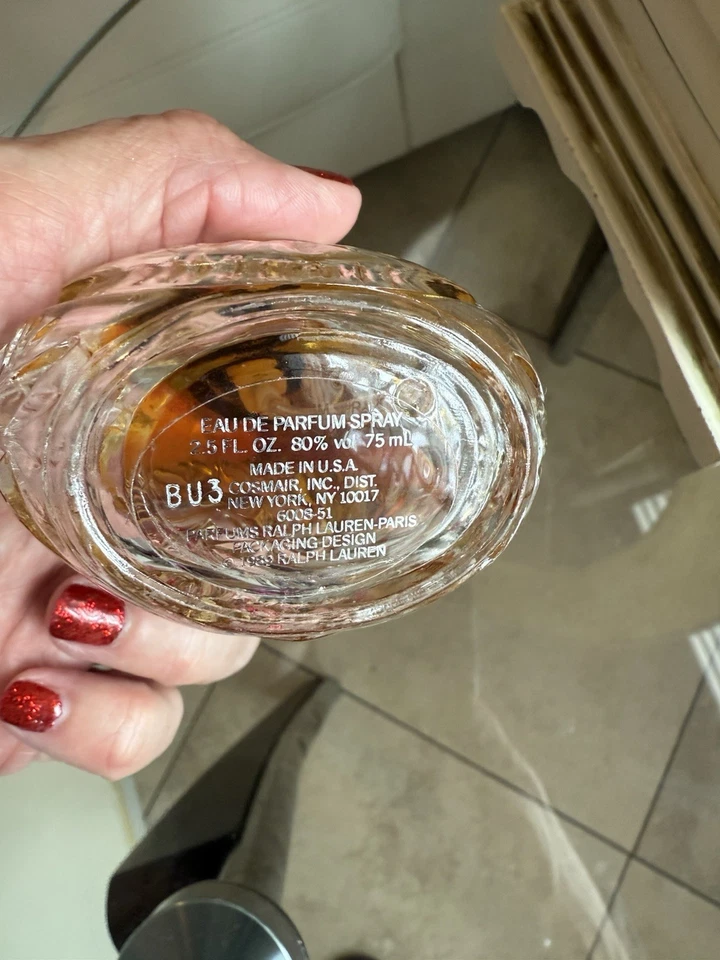 EAU DE PARFUM SPRAY
2.5 FL. OZ. 80% vol 75 mL
MADE IN U.S.A.
BU3 COSMAIR, INC., DIST.
NEW YORK, NY 10017
6008-51
PARFUMS RALPH LAUREN-PARIS
PACKAGING DESIGN
© 1989 RALPH LAUREN